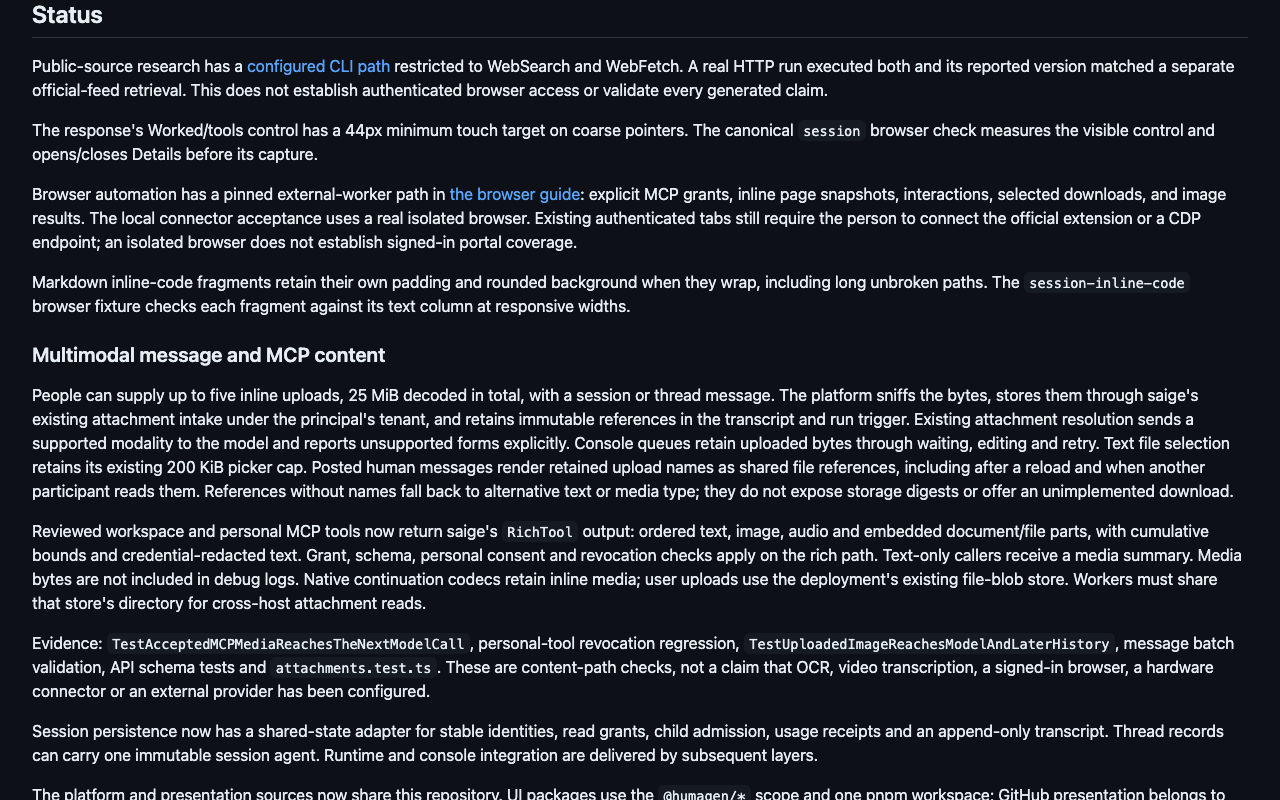 Status
Public-source research has a configured CLI path restricted to WebSearch and WebFetch. A real HTTP run executed both and its reported version matched a separate
official-feed retrieval. This does not establish authenticated browser access or validate every generated claim.
The response's Worked/tools control has a 44px minimum touch target on coarse pointers. The canonical session browser check measures the visible control and
opens/closes Details before its capture.
Browser automation has a pinned external-worker path in the browser guide: explicit MCP grants, inline page snapshots, interactions, selected downloads, and image
results. The local connector acceptance uses a real isolated browser. Existing authenticated tabs still require the person to connect the official extension or a CDP
endpoint; an isolated browser does not establish signed-in portal coverage.
Markdown inline-code fragments retain their own padding and rounded background when they wrap, including long unbroken paths. The session-inline-code
browser fixture checks each fragment against its text column at responsive widths.
Multimodal message and MCP content
People can supply up to five inline uploads, 25 MiB decoded in total, with a session or thread message. The platform sniffs the bytes, stores them through saige's
existing attachment intake under the principal's tenant, and retains immutable references in the transcript and run trigger. Existing attachment resolution sends a
supported modality to the model and reports unsupported forms explicitly. Console queues retain uploaded bytes through waiting, editing and retry. Text file selection
retains its existing 200 KiB picker cap. Posted human messages render retained upload names as shared file references, including after a reload and when another
participant reads them. References without names fall back to alternative text or media type; they do not expose storage digests or offer an unimplemented download.
Reviewed workspace and personal MCP tools now return saige's RichTool output: ordered text, image, audio and embedded document/file parts, with cumulative
bounds and credential-redacted text. Grant, schema, personal consent and revocation checks apply on the rich path. Text-only callers receive a media summary. Media
bytes are not included in debug logs. Native continuation codecs retain inline media; user uploads use the deployment's existing file-blob store. Workers must share
that store's directory for cross-host attachment reads.
Evidence: TestAcceptedMCPMediaReachesTheNextModelCall , personal-tool revocation regression, TestUploadedImageReachesModelAndLaterHistory , message batch
validation, API schema tests and attachments.test.ts . These are content-path checks, not a claim that OCR, video transcription, a signed-in browser, a hardware
connector or an external provider has been configured.
Session persistence now has a shared-state adapter for stable identities, read grants, child admission, usage receipts and an append-only transcript. Thread records
can carry one immutable session agent. Runtime and console integration are delivered by subsequent layers.
The platform and presentation sources now share this repository. UI packages use the @humagen/* scope and one pnpm workspace; GitHub presentation belongs to